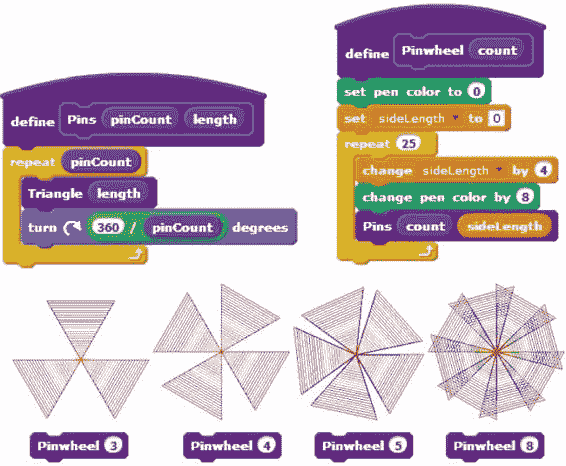 define Pins pinCount length
repeat pinCount
Triangle length
turn 360 / pinCount degrees
define Pinwheel count
set pen color to 0
set sideLength to 0
repeat 25
change sideLength by 4
change pen color by 8
Pins count sideLength
Pinwheel 3
Pinwheel 4
Pinwheel 5
Pinwheel 8